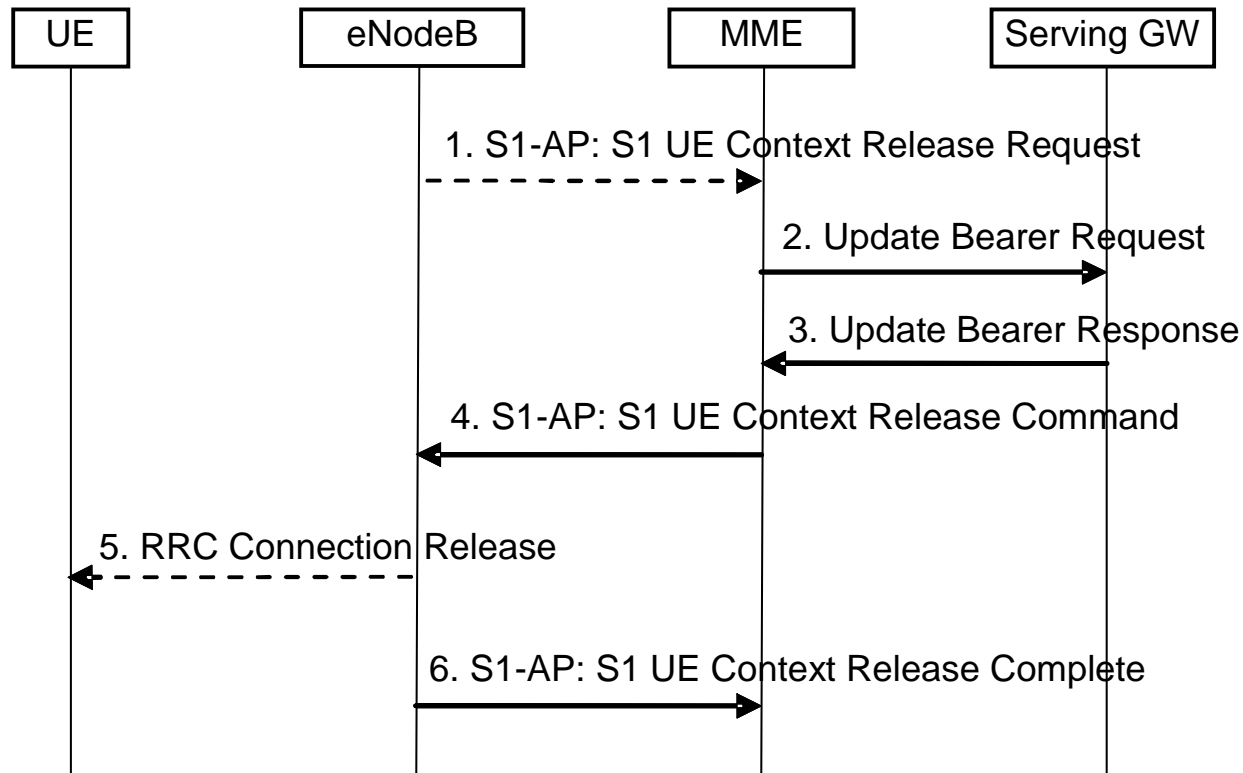 UE
eNodeB
MME
Serving GW
1. S1-AP: S1 UE Context Release Request
2. Update Bearer Request
3. Update Bearer Response
4. S1-AP: S1 UE Context Release Command
5. RRC Connection Release
6. S1-AP: S1 UE Context Release Complete